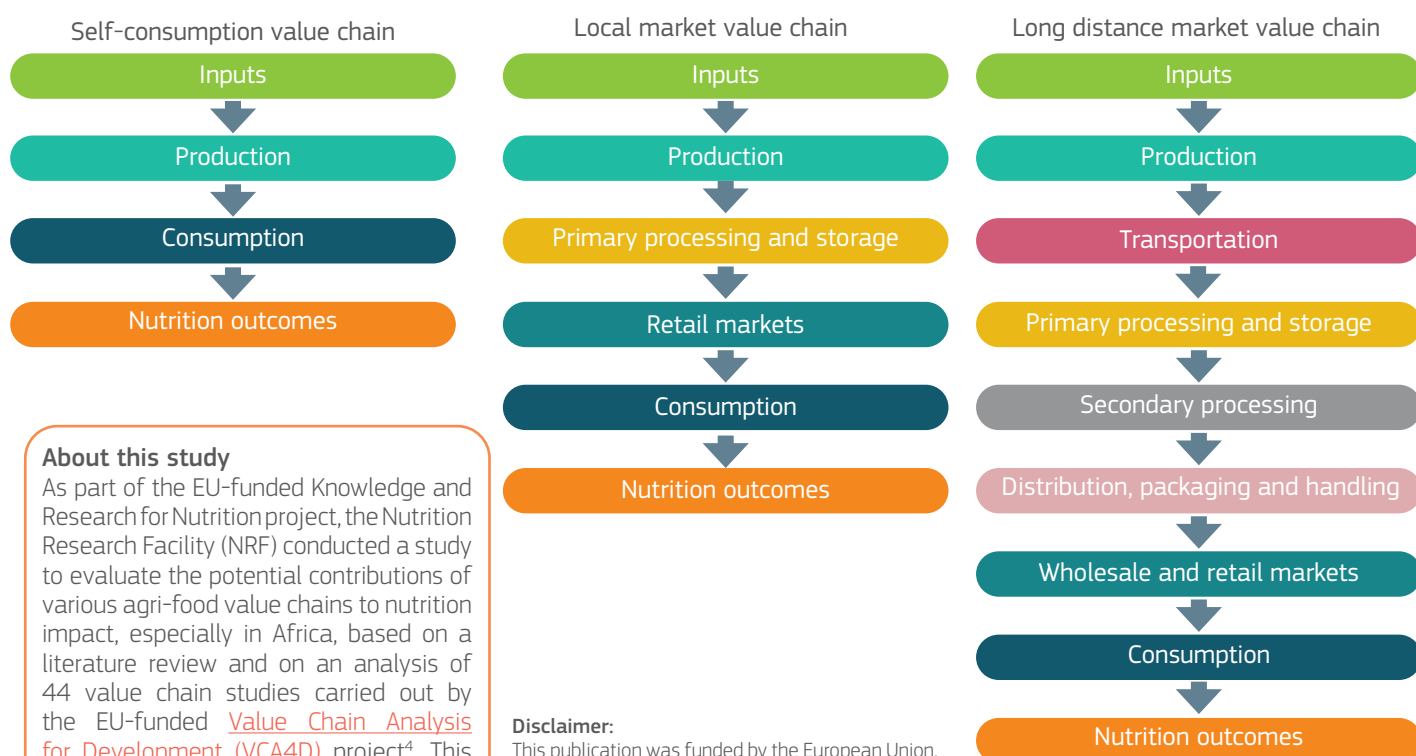 Self-consumption value chain
Inputs
Production
Consumption
Nutrition outcomes
Local market value chain
Inputs
Production
Primary processing and storage
Retail markets
Consumption
Nutrition outcomes
Long distance market value chain
Inputs
Production
Transportation
Primary processing and storage
Secondary processing
Distribution, packaging and handling
Wholesale and retail markets
Consumption
Nutrition outcomes
About this study
As part of the EU-funded Knowledge and
Research for Nutrition project, the Nutrition
Research Facility (NRF) conducted a study
to evaluate the potential contributions of
various agri-food value chains to nutrition
impact, especially in Africa, based on a
literature review and on an analysis of
44 value chain studies carried out by
the EU-funded Value Chain Analysis
for Development (VCA4D) project⁴. This
Disclaimer:
This publication was funded by the European Union.